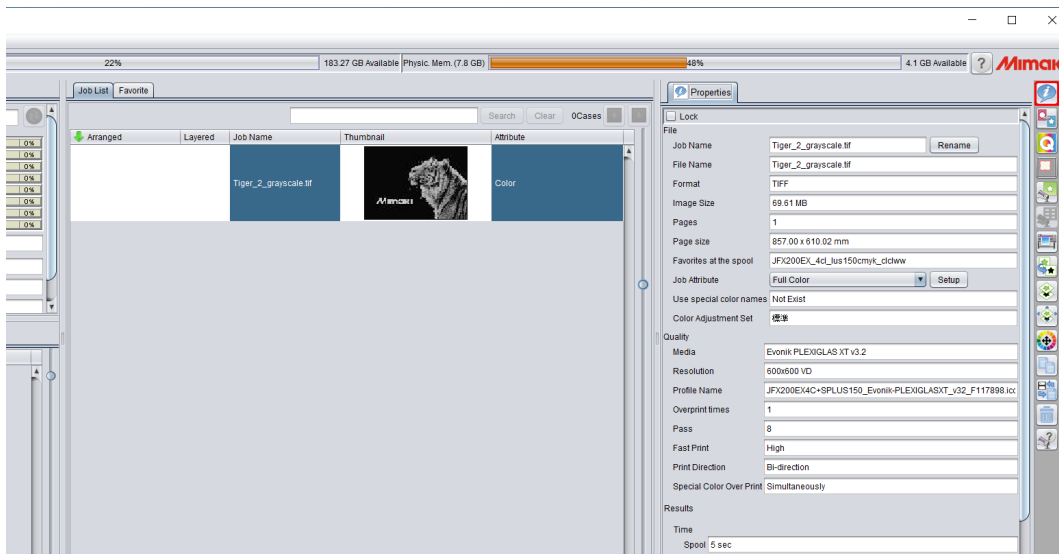 22%
183.27 GB Available
Physic. Mem. (7.8 GB)
48%
4.1 GB Available
?
Mimaki
Job List
Favorite
Search
Clear
0Cases
Arranged
Layered
Job Name
Thumbnail
Attribute
Tiger_2_grayscale.tif
MIMAKI
Color
0%
0%
0%
0%
0%
0%
0%
0%
Properties
Lock
File
Job Name
Tiger_2_grayscale.tif
Rename
File Name
Tiger_2_grayscale.tif
Format
TIFF
Image Size
69.61 MB
Pages
1
Page size
857.00 x 610.02 mm
Favorites at the spool
JFX200EX_4cl_lus150cmyk_clclww
Job Attribute
Full Color
Setup
Use special color names
Not Exist
Color Adjustment Set
標準
Quality
Media
Evonik PLEXIGLAS XT v3.2
Resolution
600x600 VD
Profile Name
JFX200EX4C+SPLUS150_Evonik-PLEXIGLASXT_v32_F117898.icc
Overprint times
1
Pass
8
Fast Print
High
Print Direction
Bi-direction
Special Color Over Print
Simultaneously
Results
Time
Spool
5 sec